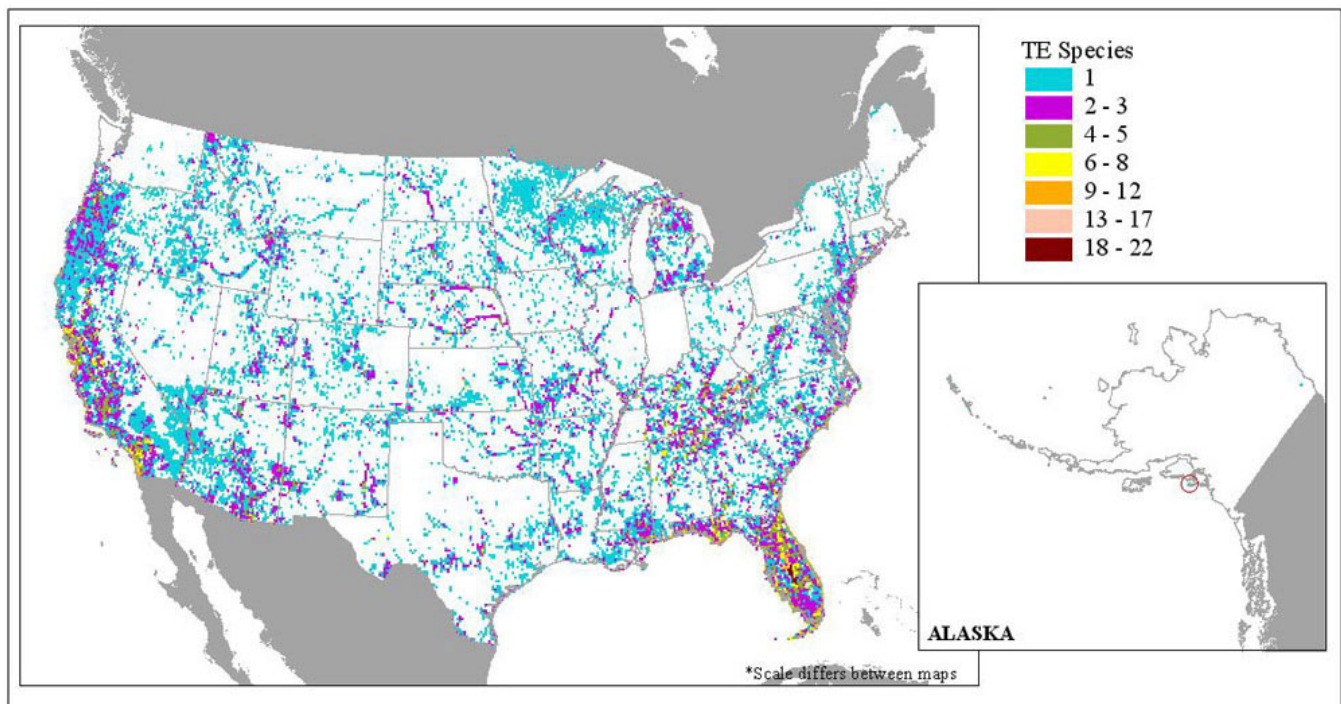 TE Species
1
2 - 3
4 - 5
6 - 8
9 - 12
13 - 17
18 - 22
ALASKA
*Scale differs between maps